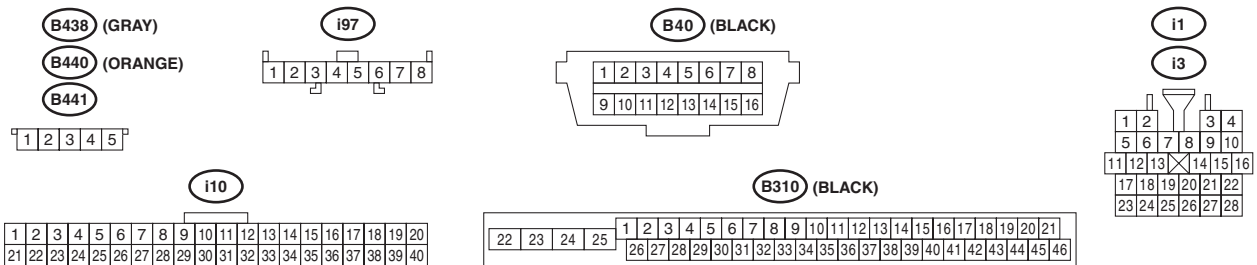 B438 (GRAY)
B440 (ORANGE)
B441
1 2 3 4 5
i97
1 2 3 4 5 6 7 8
B40 (BLACK)
1 2 3 4 5 6 7 8
9 10 11 12 13 14 15 16
i1
i3
1 2 3 4
5 6 7 8 9 10
11 12 13 14 15 16
17 18 19 20 21 22
23 24 25 26 27 28
i10
1 2 3 4 5 6 7 8 9 10 11 12 13 14 15 16 17 18 19 20
21 22 23 24 25 26 27 28 29 30 31 32 33 34 35 36 37 38 39 40
B310 (BLACK)
1 2 3 4 5 6 7 8 9 10 11 12 13 14 15 16 17 18 19 20 21
22 23 24 25
26 27 28 29 30 31 32 33 34 35 36 37 38 39 40 41 42 43 44 45 46